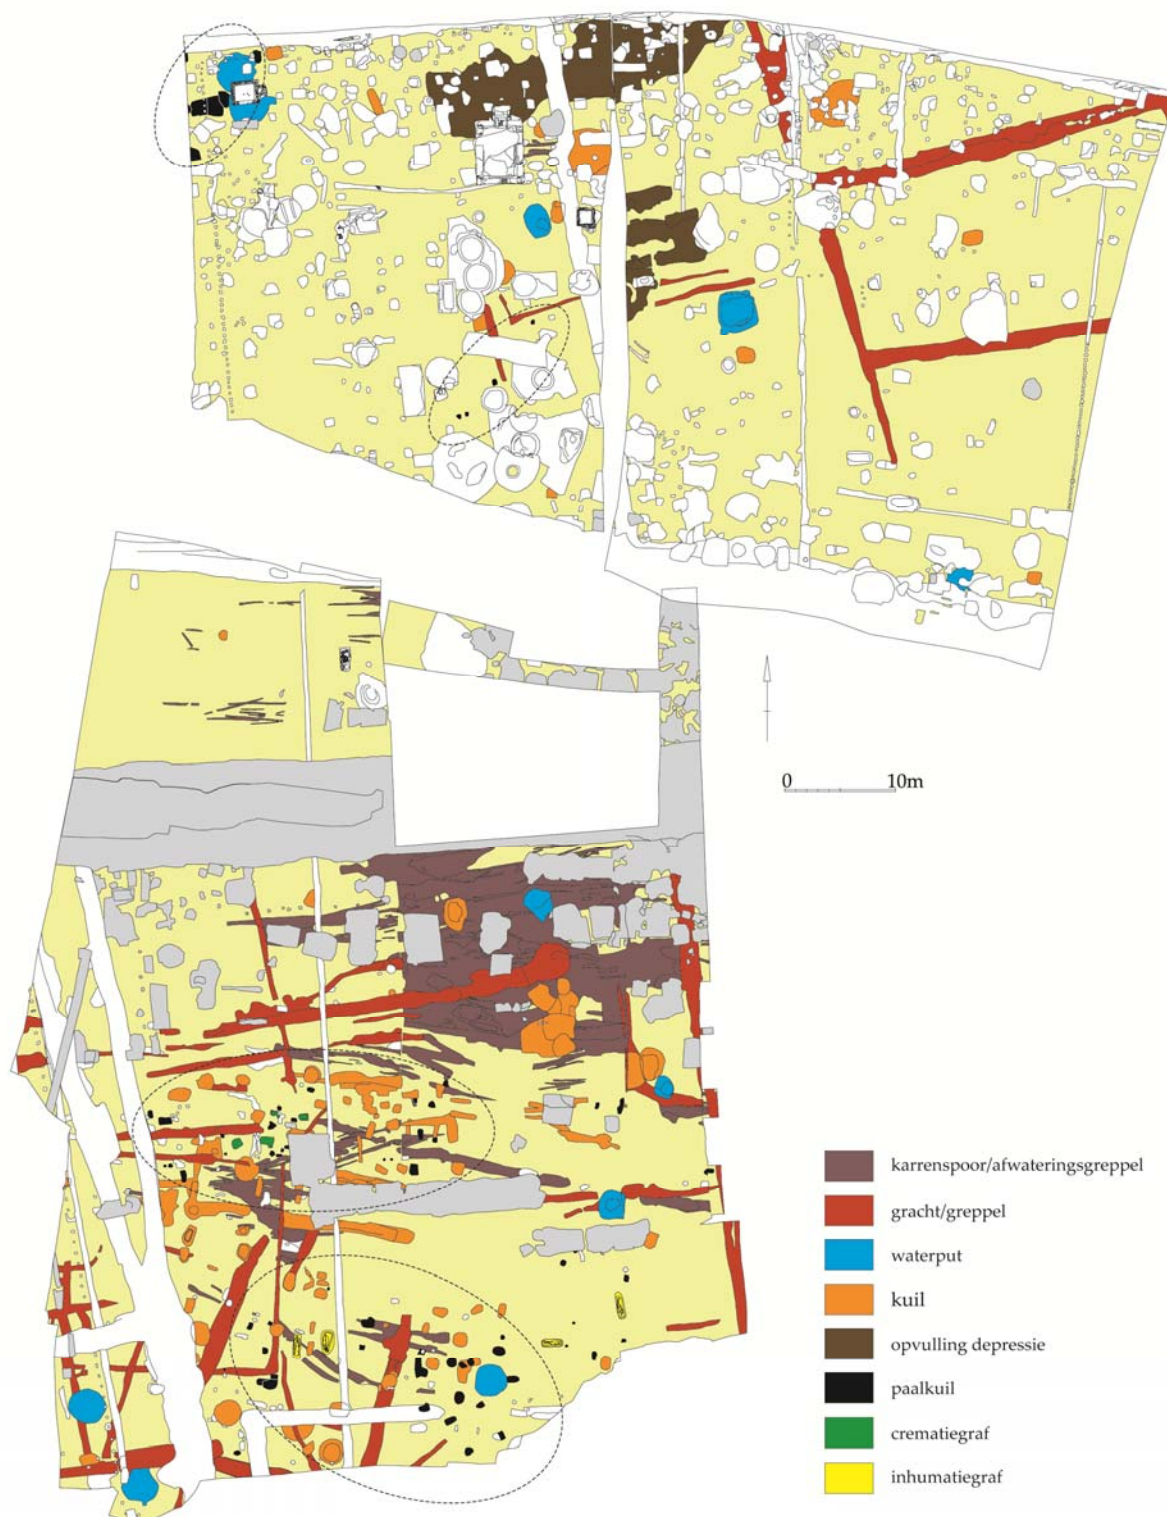 0 10m
karrenspoor/afwateringsgreppel
gracht/greppel
waterput
kuil
opvulling depressie
paalkuil
crematiegraf
inhumatiegraf